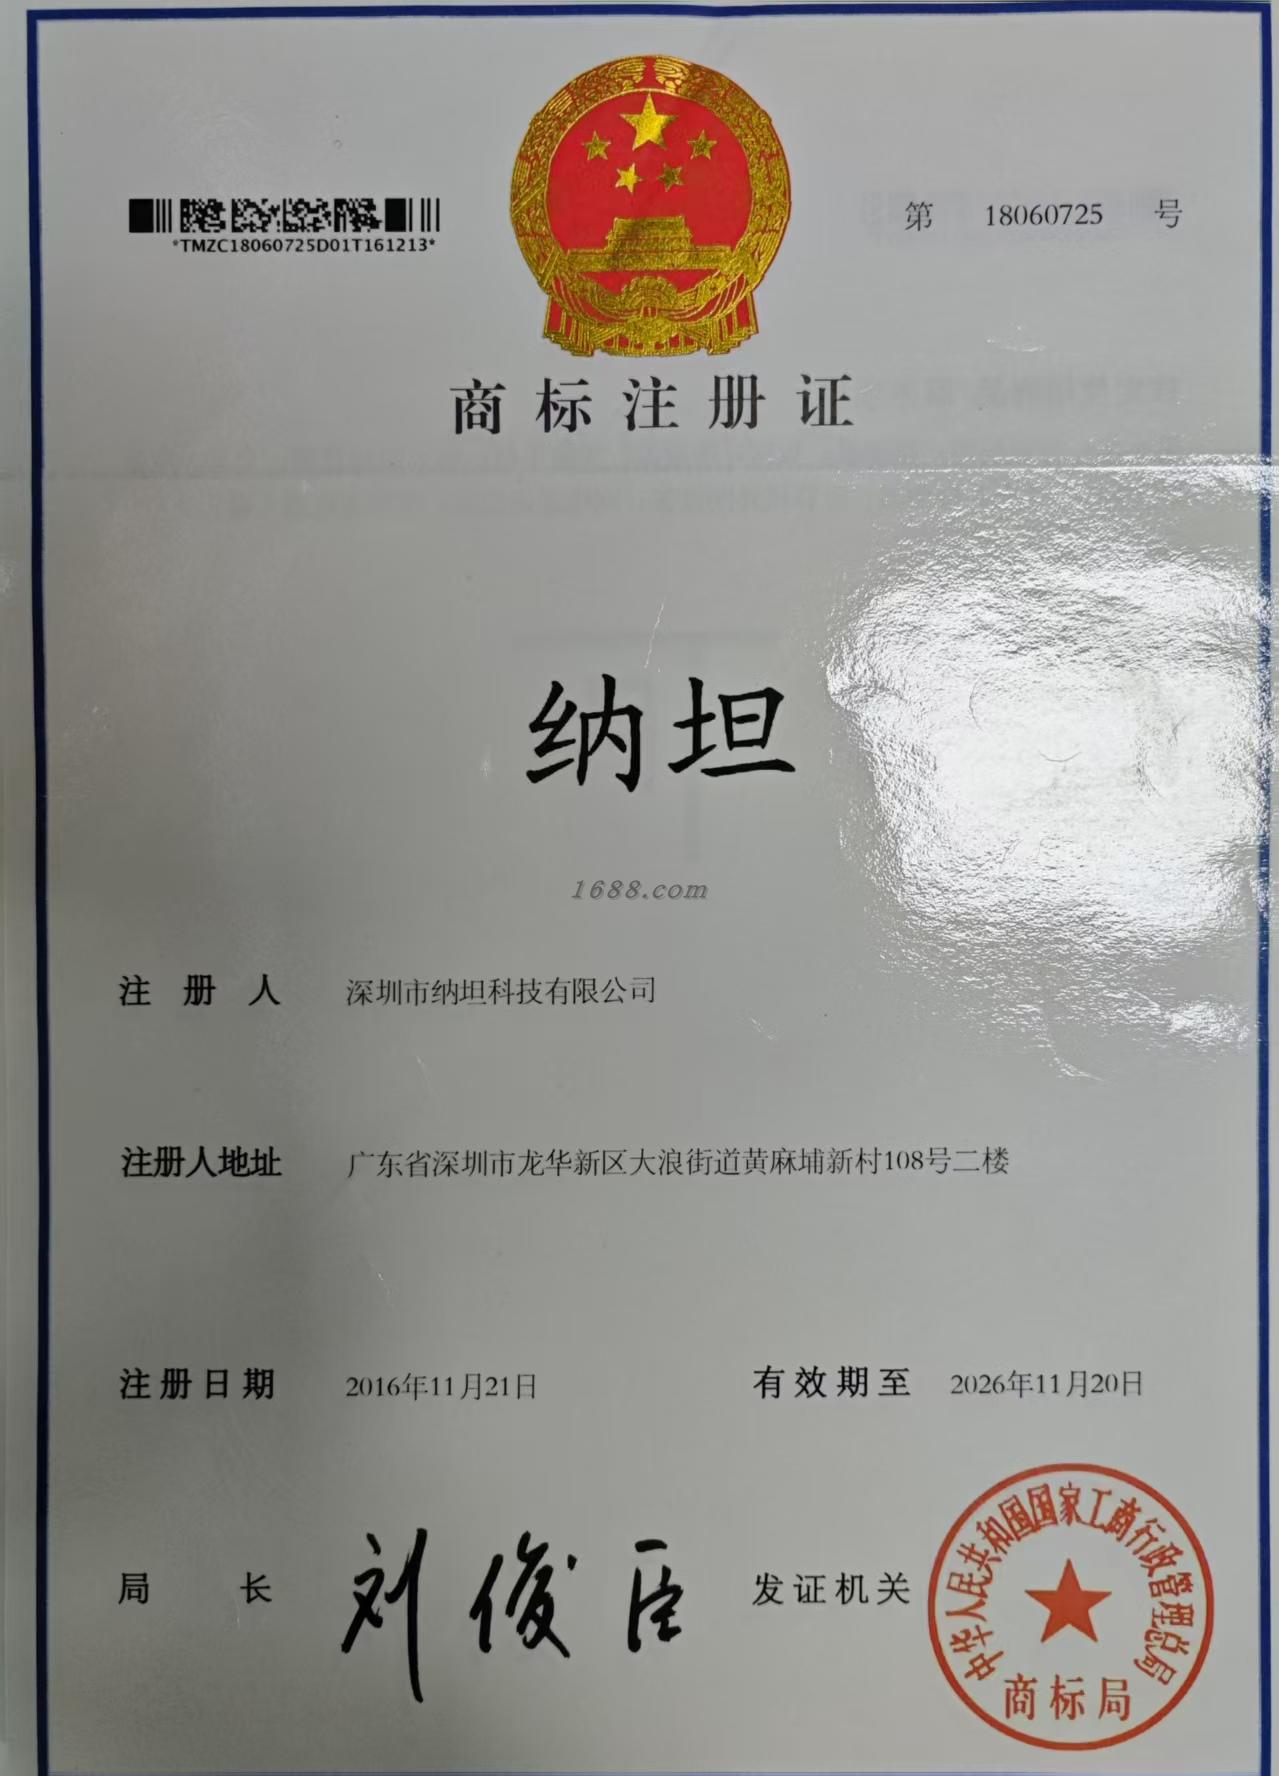 第 18060725 号
*TMZC18060725D01T161213*
商标注册证
纳坦
1688.com
注册人 深圳市纳坦科技有限公司
注册人地址 广东省深圳市龙华新区大浪街道黄麻埔新村108号二楼
注册日期 2016年11月21日 有效期至 2026年11月20日
局长 刘俊臣 发证机关
中华人民共和国国家工商行政管理总局
商标局